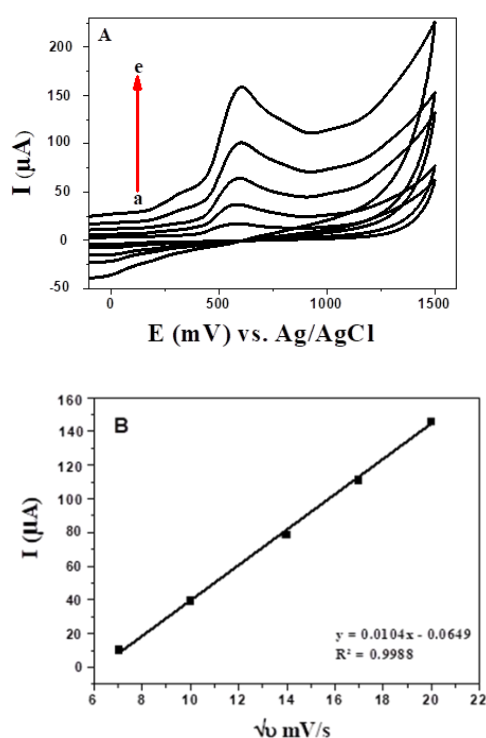 A
200
150
100
50
0
-50
e
a
I (μA)
0 500 1000 1500
E (mV) vs. Ag/AgCl
B
160
140
120
100
80
60
40
20
0
I (μA)
y = 0.0104x - 0.0649
R² = 0.9988
6 8 10 12 14 16 18 20 22
√υ mV/s